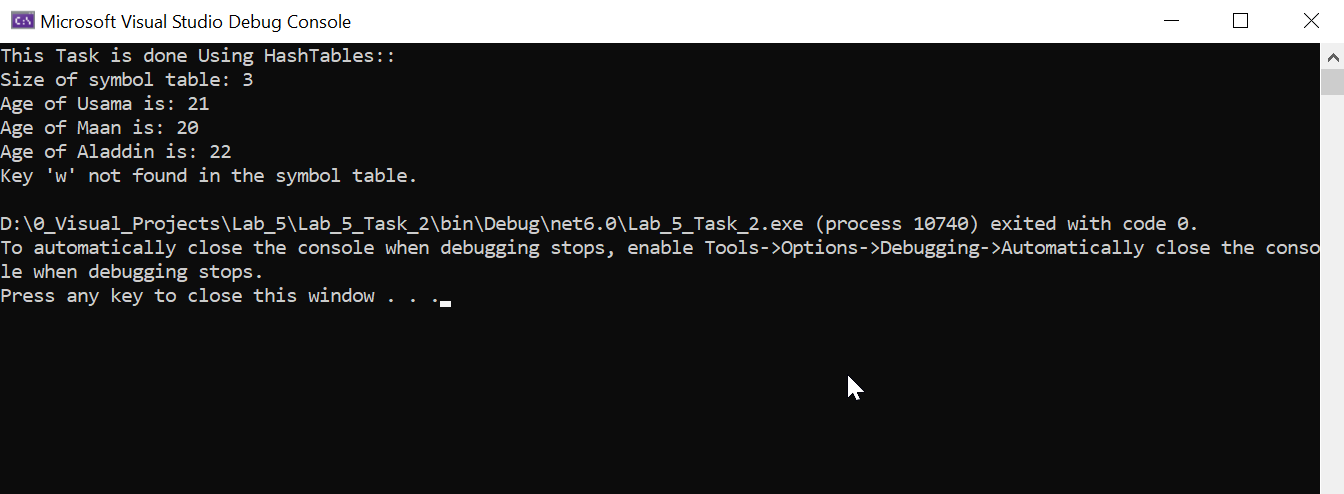 Microsoft Visual Studio Debug Console
This Task is done Using HashTables::
Size of symbol table: 3
Age of Usama is: 21
Age of Maan is: 20
Age of Aladdin is: 22
Key 'w' not found in the symbol table.
D:\0_Visual_Projects\Lab_5\Lab_5_Task_2\bin\Debug\net6.0\Lab_5_Task_2.exe (process 10740) exited with code 0.
To automatically close the console when debugging stops, enable Tools->Options->Debugging->Automatically close the conso
le when debugging stops.
Press any key to close this window . . .